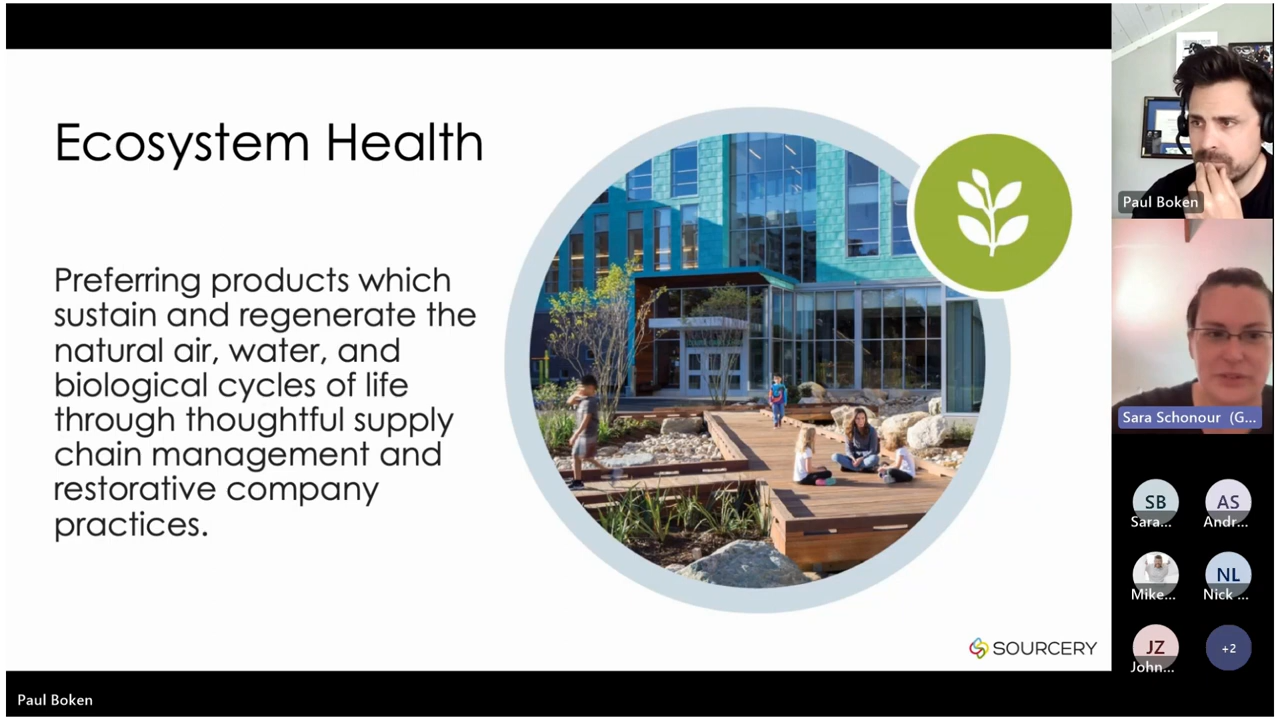 Ecosystem Health
Preferring products which
sustain and regenerate the
natural air, water, and
biological cycles of life
through thoughtful supply
chain management and
restorative company
practices.
SOURCERY
Paul Boken
Paul Boken
Sara Schonour (G...
SB
Sara...
AS
Andr...
Mike...
NL
Nick ...
JZ
John...
+2